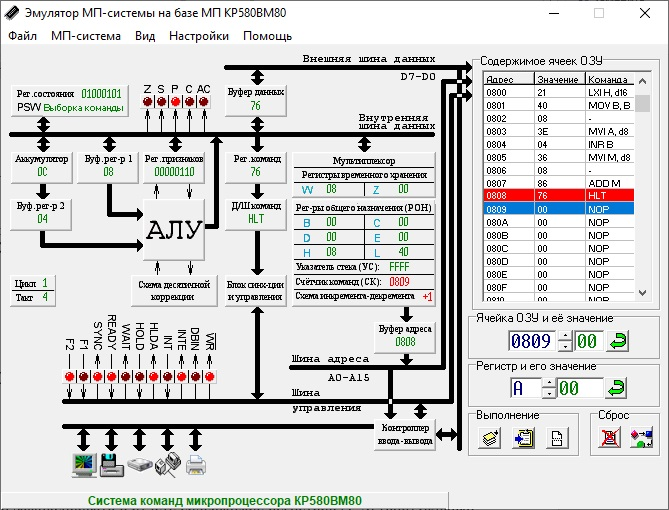 Эмулятор МП-системы на базе МП КР580ВМ80
Файл МП-система Вид Настройки Помощь
Внешняя шина данных
D7-D0
Рег.состояния 01000101
PSW Выборка команды
Z S P C AC
Буфер данных
76
Внутренняя
шина данных
Аккумулятор
0C
Буф.рег-р 1
08
Рег.признаков
00000110
Рег.команд
76
Буф.рег-р 2
04
АЛУ
Д/Ш команд
HLT
Цикл 1
Такт 4
Схема десятичной
коррекции
Блок синх-ции
и управления
Мультиплексор
Регистры временного хранения
W 08 Z 00
Рег-ры общего назначения (РОН)
B 00 C 00
D 00 E 00
H 08 L 40
Указатель стека (УС): FFFF
Счётчик команд (СК): 0809
Схема инкремента-декремента +1
Буфер адреса
0808
Шина адреса
A0-A15
Шина
управления
F2 F1 SYNC READY WAIT HOLD HLDA INT INTE DBIN WR
Контроллер
ввода-вывода
Содержимое ячеек ОЗУ
Адрес Значение Команда
0800 21 LXI H, d16
0801 40 MOV B, B
0802 08 -
0803 3E MVI A, d8
0804 04 INR B
0805 36 MVI M, d8
0806 08 -
0807 86 ADD M
0808 76 HLT
0809 00 NOP
080A 00 NOP
080B 00 NOP
080C 00 NOP
080D 00 NOP
080E 00 NOP
080F 00 NOP
0810 00 NOP
Ячейка ОЗУ и её значение
0809 00
Регистр и его значение
A 00
Выполнение
Сброс
Система команд микропроцессора КР580ВМ80